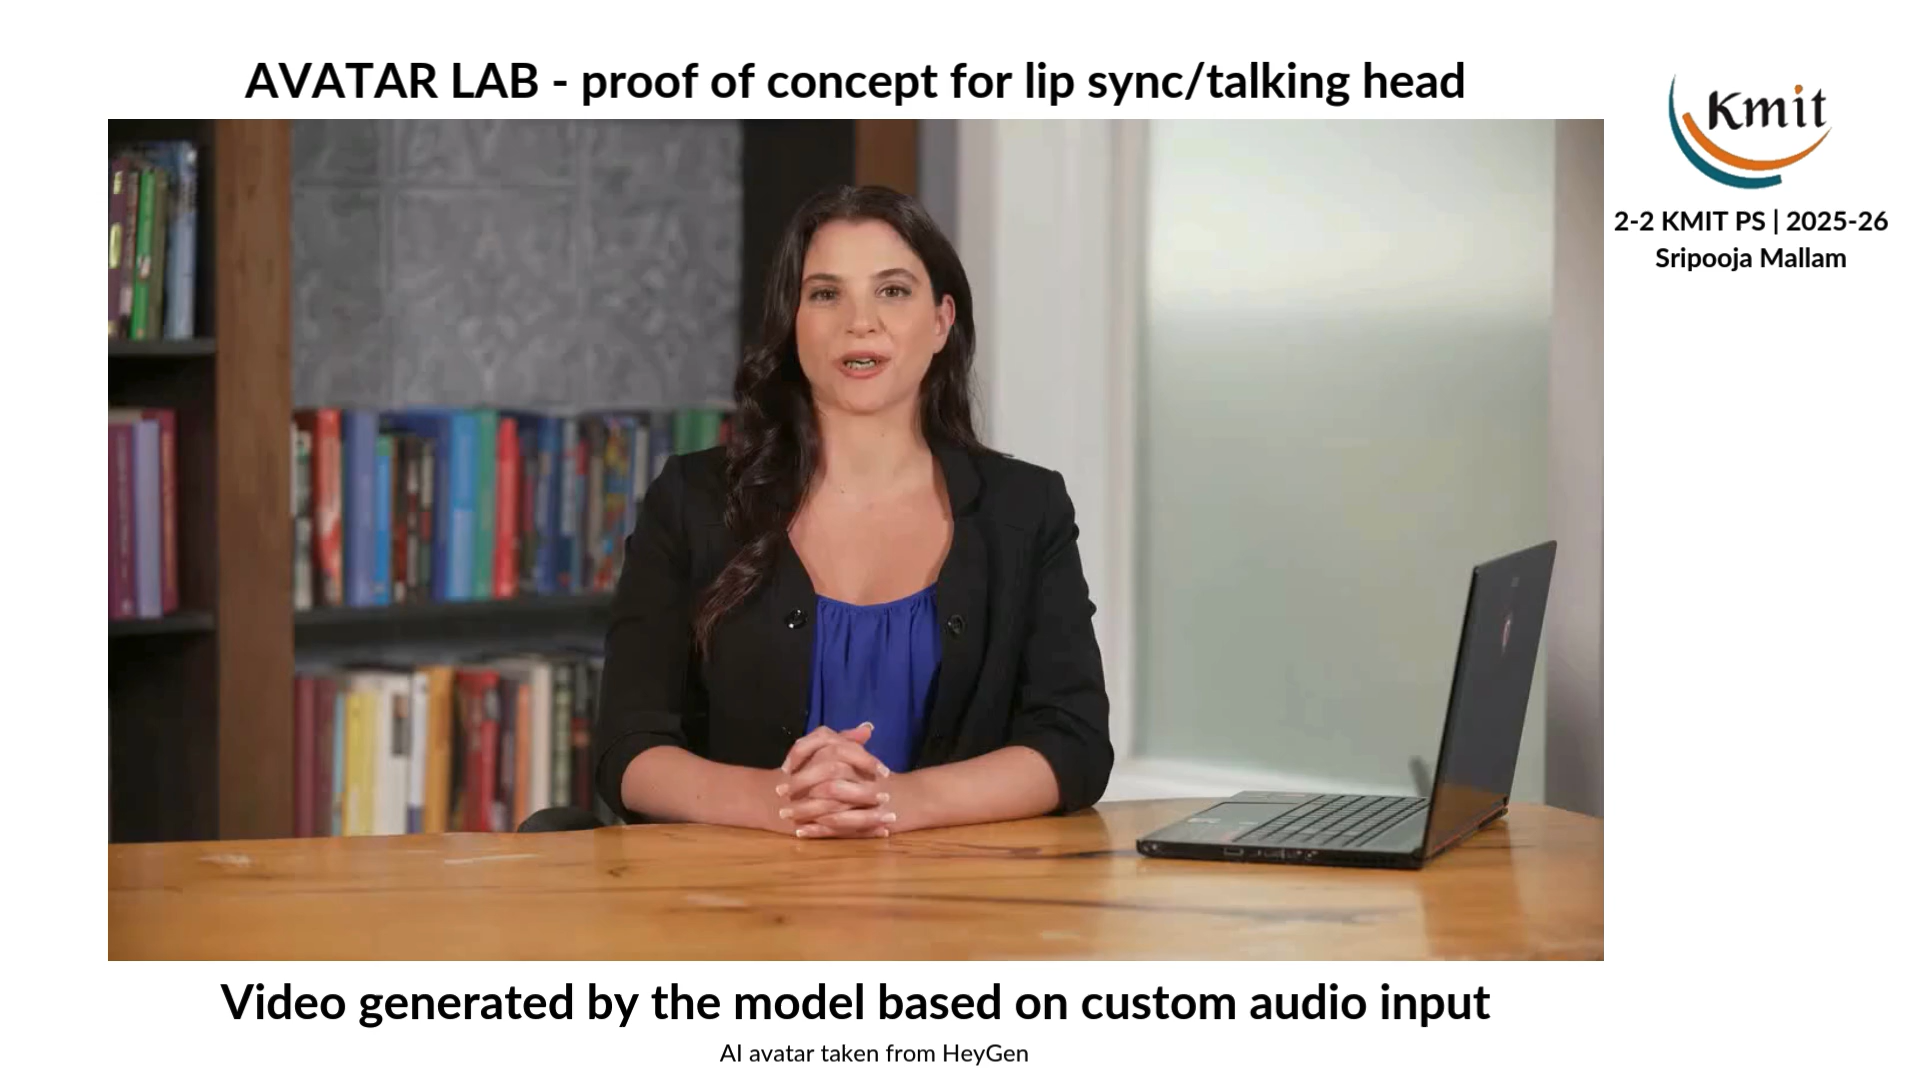 AVATAR LAB - proof of concept for lip sync/talking head
Kmit
2-2 KMIT PS | 2025-26
Sripooja Mallam
Video generated by the model based on custom audio input
AI avatar taken from HeyGen